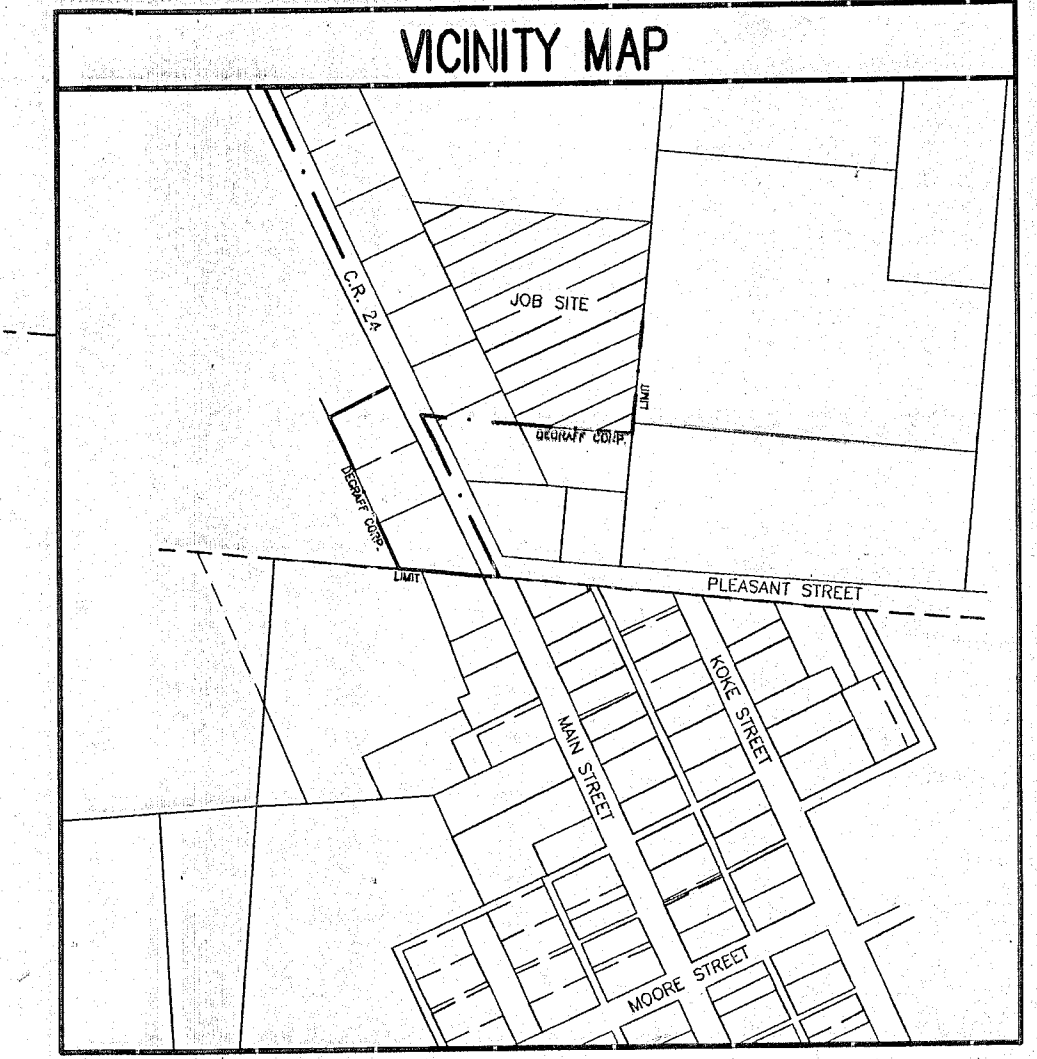 VICINITY MAP
C.R. 24
JOB SITE
LIMIT
DEGRAFF CORP.
DEGRAFF CORP.
LIMIT
PLEASANT STREET
KOKE STREET
MAIN STREET
MOORE STREET